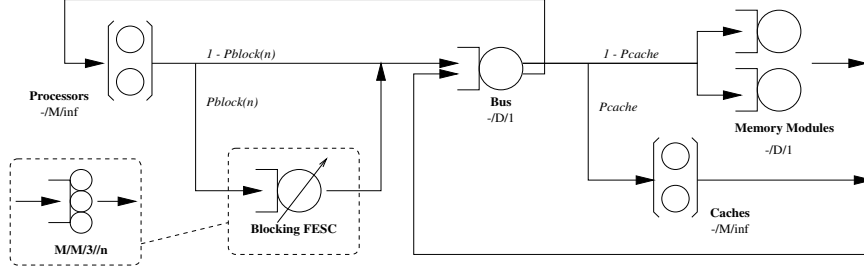 1 - Pblock(n)
1 - Pcache
Processors
-/M/inf
Pblock(n)
Bus
-/D/1
Pcache
Memory Modules
-/D/1
Blocking FESC
M/M/3//n
Caches
-/M/inf